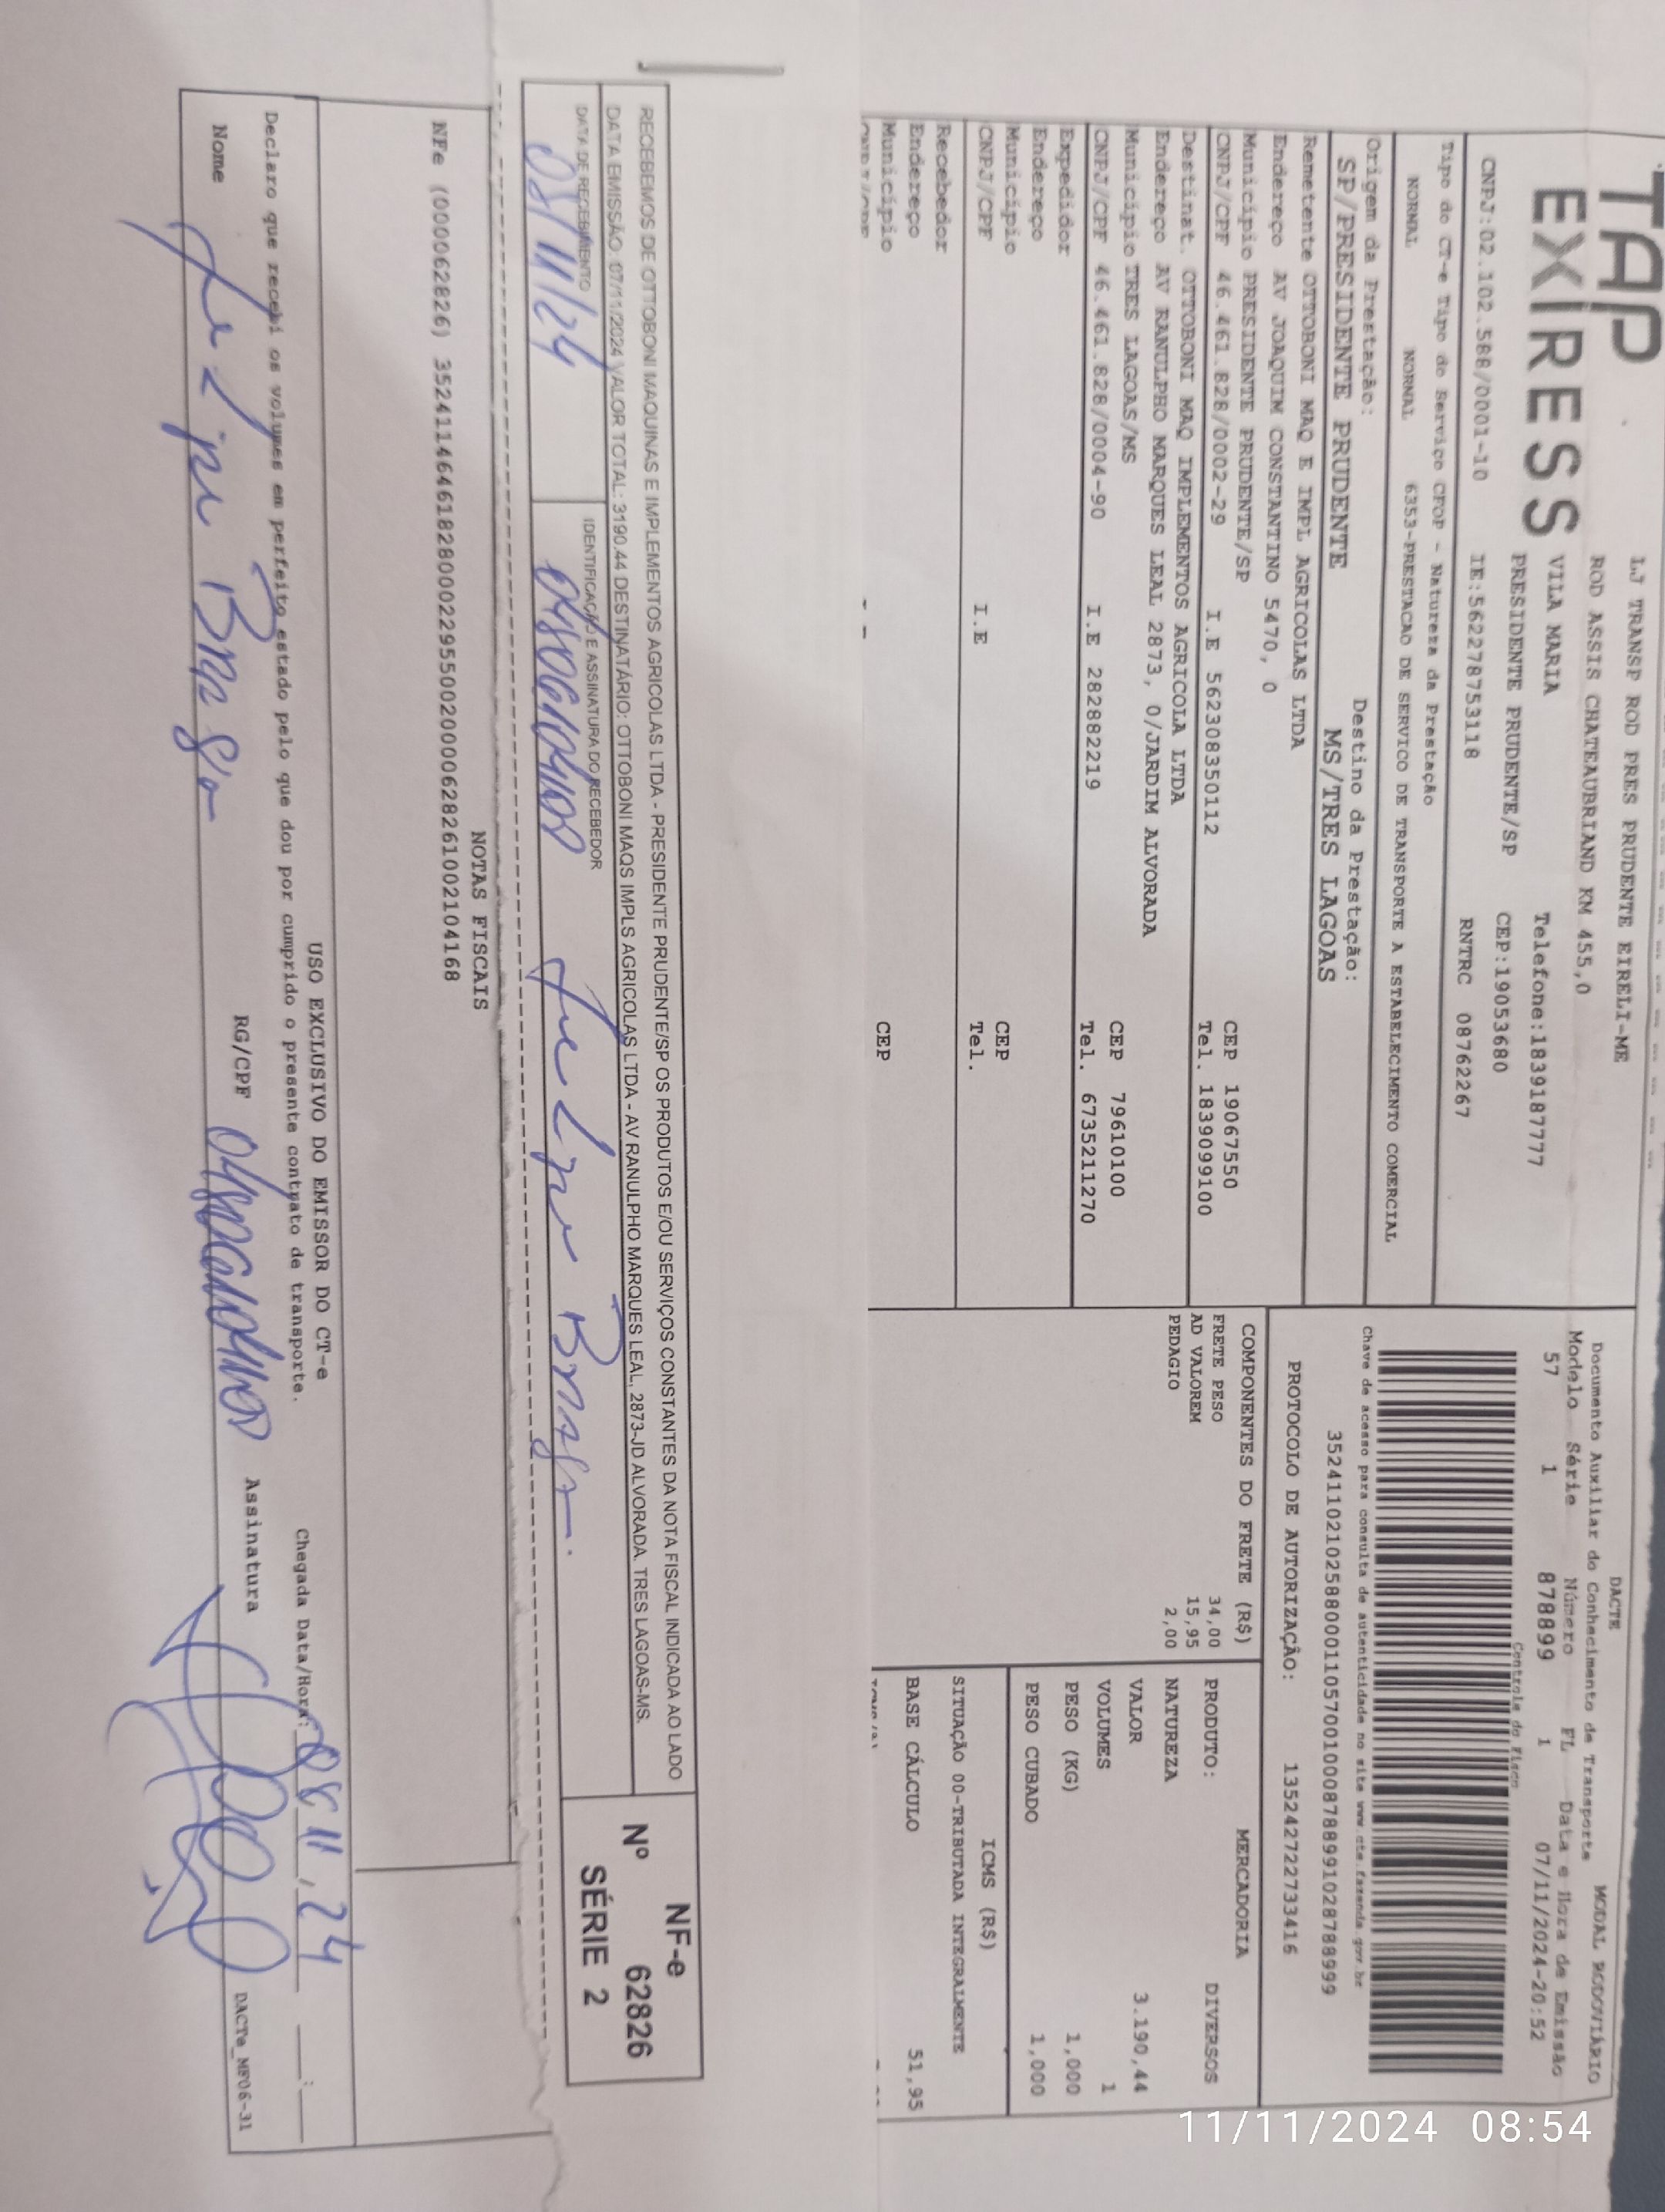 TAP
EXPRESS
LJ TRANSP ROD PRES PRUDENTE EIRELI-ME
ROD ASSIS CHATEAUBRIAND KM 455,0
VILA MARIA Telefone:1839187777
PRESIDENTE PRUDENTE/SP CEP:19053680
CNPJ:02.102.588/0001-10 IE:562278753118 RNTRC 08762267
Tipo do CT-e Tipo do Serviço CFOP - Natureza da Prestação
NORMAL NORMAL 6353-PRESTACAO DE SERVICO DE TRANSPORTE A ESTABELECIMENTO COMERCIAL
Origem da Prestação: Destino da Prestação:
SP/PRESIDENTE PRUDENTE MS/TRES LAGOAS
Remetente OTTOBONI MAQ E IMPL AGRICOLAS LTDA
Endereço AV JOAQUIM CONSTANTINO 5470, 0
Município PRESIDENTE PRUDENTE/SP CEP 19067550
CNPJ/CPF 46.461.828/0002-29 I.E 562308350112 Tel. 1839099100
Destinat. OTTOBONI MAQ IMPLEMENTOS AGRICOLA LTDA
Endereço AV RANULPHO MARQUES LEAL 2873, 0/JARDIM ALVORADA
Município TRES LAGOAS/MS CEP 79610100
CNPJ/CPF 46.461.828/0004-90 I.E 282882219 Tel. 6735211270
Expedidor
Endereço
Município CEP
CNPJ/CPF I.E Tel.
Recebedor
Endereço
Município CEP
DACTE MODAL RODOVIÁRIO
Documento Auxiliar do Conhecimento de Transporte
Modelo Série Número FL Data e Hora de Emissão
57 1 878899 1 07/11/2024-20:52
Controle do Fisco
Chave de acesso para consulta de autenticidade no site www.cte.fazenda.gov.br
35241102102588000110570010008788991028788999
PROTOCOLO DE AUTORIZAÇÃO: 135242722733416
COMPONENTES DO FRETE (R$)
FRETE PESO 34,00
AD VALOREM 15,95
PEDAGIO 2,00
MERCADORIA
PRODUTO: DIVERSOS
NATUREZA
VALOR 3.190,44
VOLUMES 1
PESO (KG) 1,000
PESO CUBADO 1,000
ICMS (R$)
SITUAÇÃO 00-TRIBUTADA INTEGRALMENTE
BASE CÁLCULO 51,95
RECEBEMOS DE OTTOBONI MAQUINAS E IMPLEMENTOS AGRICOLAS LTDA - PRESIDENTE PRUDENTE/SP OS PRODUTOS E/OU SERVIÇOS CONSTANTES DA NOTA FISCAL INDICADA AO LADO
DATA EMISSÃO: 07/11/2024 VALOR TOTAL: 3190.44 DESTINATÁRIO: OTTOBONI MAQS IMPLS AGRICOLAS LTDA - AV RANULPHO MARQUES LEAL, 2873-JD ALVORADA. TRES LAGOAS-MS.
DATA DE RECEBIMENTO IDENTIFICAÇÃO E ASSINATURA DO RECEBEDOR
08/11/24
NF-e
Nº 62826
SÉRIE 2
NOTAS FISCAIS
NFe (000062826) 35241146461828000229550020000628261002104168
USO EXCLUSIVO DO EMISSOR DO CT-e
Declaro que recebi os volumes em perfeito estado pelo que dou por cumprido o presente contrato de transporte. Chegada Data/Hora: 08 11, 24
Nome RG/CPF Assinatura
DACTe_MF06-31
11/11/2024 08:54